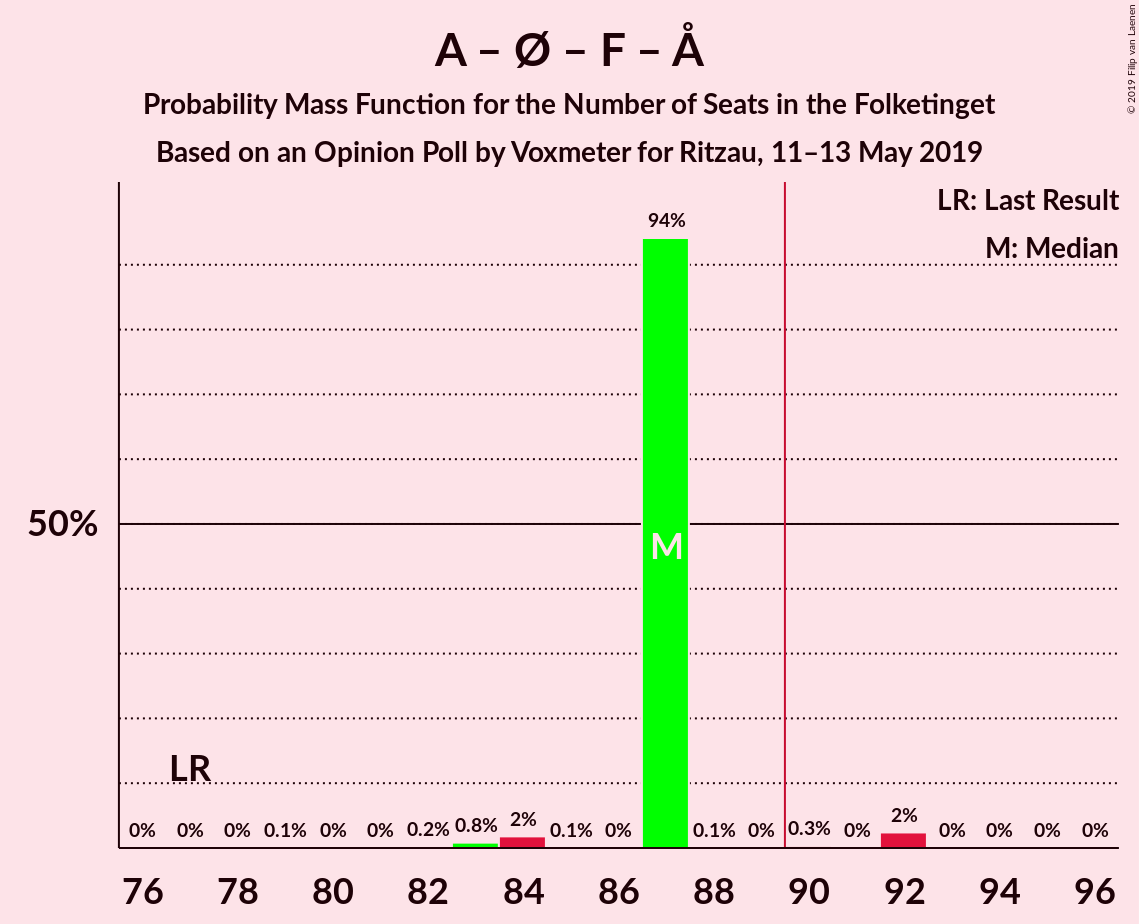 A – Ø – F – Å
Probability Mass Function for the Number of Seats in the Folketinget
Based on an Opinion Poll by Voxmeter for Ritzau, 11–13 May 2019
© 2019 Filip van Laenen
LR: Last Result
M: Median
94%
50%
M
LR
0% 0% 0% 0.1% 0% 0% 0.2% 0.8% 2% 0.1% 0% 0.1% 0% 0.3% 0% 2% 0% 0% 0% 0%
76 78 80 82 84 86 88 90 92 94 96